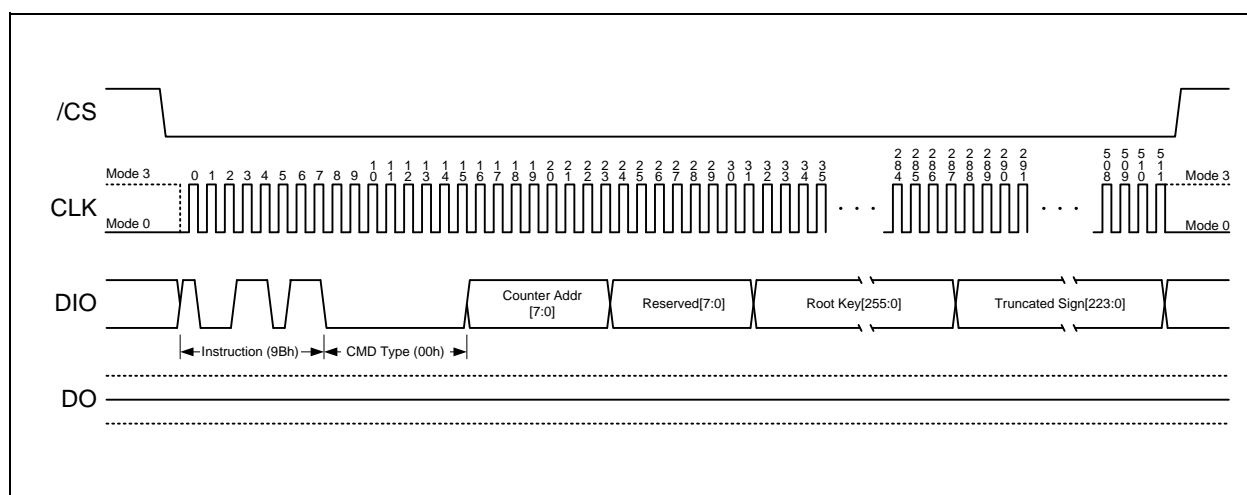 /CS
Mode 3
0 1 2 3 4 5 6 7 8 9 10 11 12 13 14 15 16 17 18 19 20 21 22 23 24 25 26 27 28 29 30 31 32 33 34 35 284 285 286 287 288 289 290 291 508 509 510 511
Mode 3
CLK
Mode 0
Mode 0
DIO
Counter Addr
[7:0]
Reserved[7:0]
Root Key[255:0]
Truncated Sign[223:0]
Instruction (9Bh)
CMD Type (00h)
DO